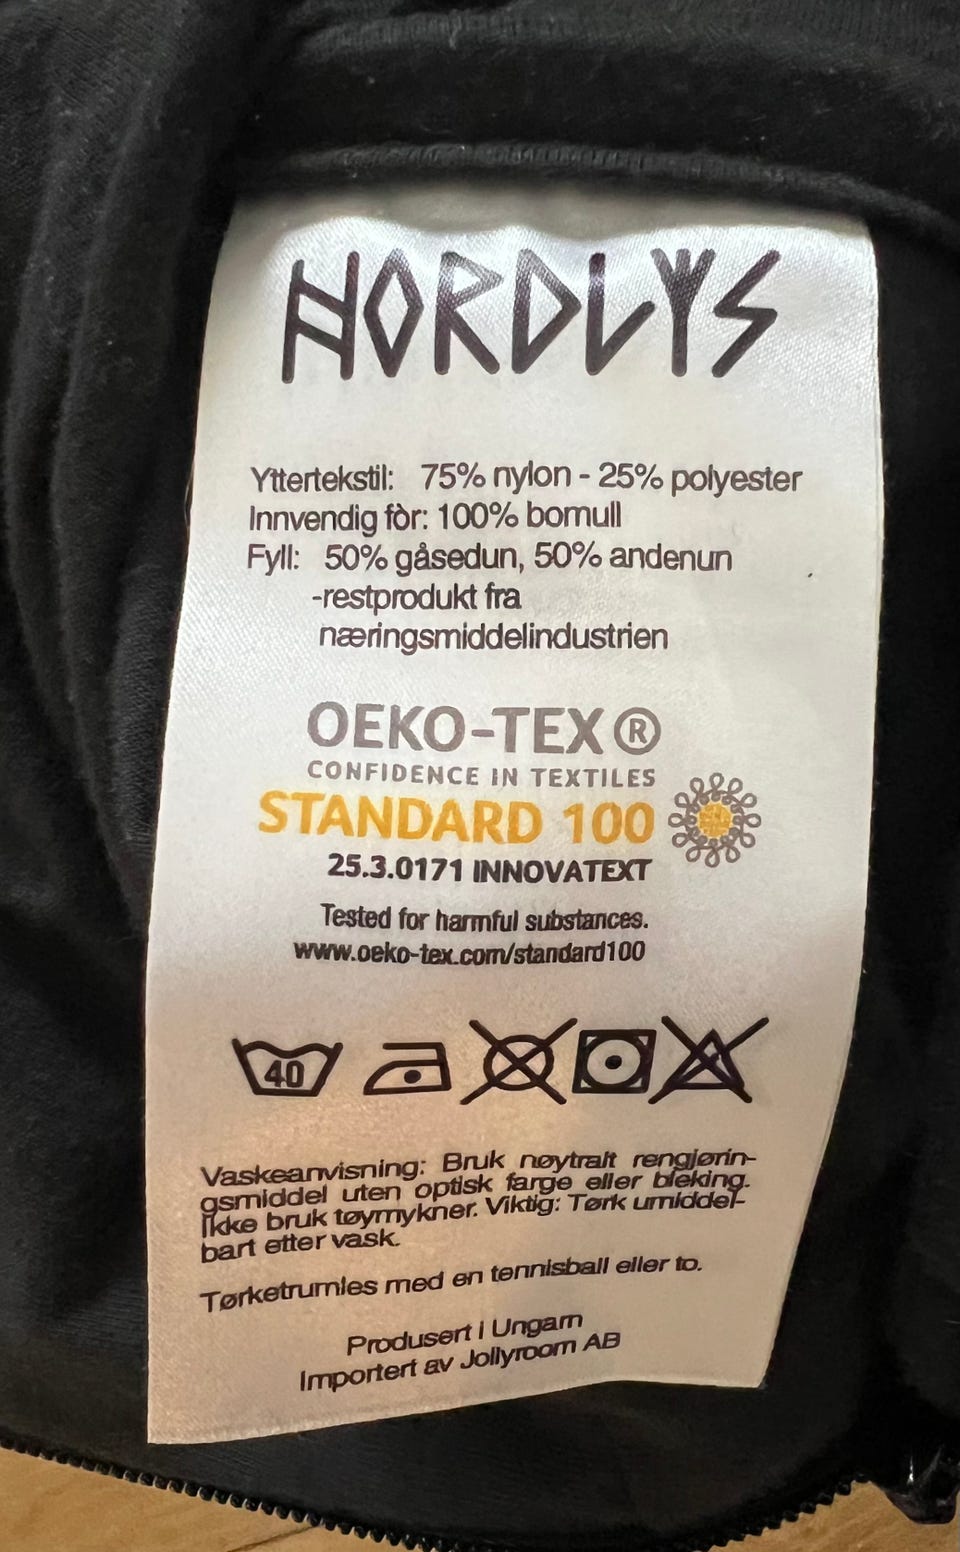 NORDLYS
Yttertekstil: 75% nylon - 25% polyester
Innvendig fòr: 100% bomull
Fyll: 50% gåsedun, 50% andenun
-restprodukt fra
næringsmiddelindustrien
OEKO-TEX®
CONFIDENCE IN TEXTILES
STANDARD 100
25.3.0171 INNOVATEXT
Tested for harmful substances.
www.oeko-tex.com/standard100
40
Vaskeanvisning: Bruk nøytralt rengjørin-
gsmiddel uten optisk farge eller bleking.
Ikke bruk tøymykner. Viktig: Tørk umiddel-
bart etter vask.
Tørketrumles med en tennisball eller to.
Produsert i Ungarn
Importert av Jollyroom AB